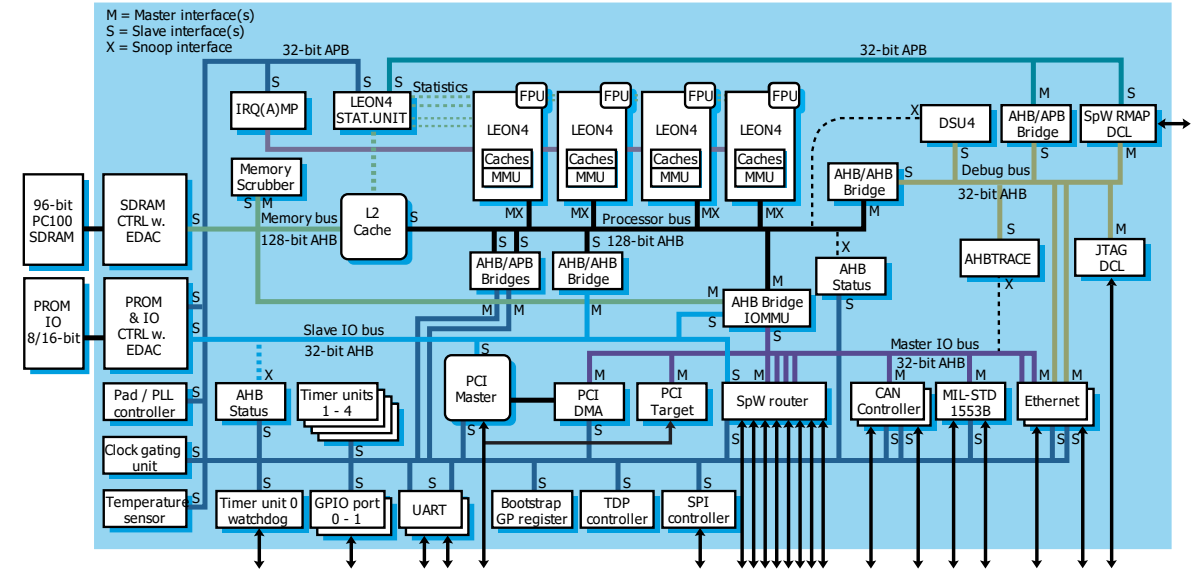 M = Master interface(s)
S = Slave interface(s)
X = Snoop interface
32-bit APB
32-bit APB
S
S
S
Statistics
M
S
IRQ(A)MP
LEON4
STAT.UNIT
FPU
LEON4
Caches
MMU
FPU
LEON4
Caches
MMU
FPU
LEON4
Caches
MMU
FPU
LEON4
Caches
MMU
X
DSU4
S
AHB/APB
Bridge
S
SpW RMAP
DCL
M
Debug bus
32-bit AHB
AHB/AHB
Bridge
S
M
Memory
Scrubber
S
M
96-bit
PC100
SDRAM
SDRAM
CTRL w.
EDAC
S
Memory bus
128-bit AHB
L2
Cache
S
MX
MX
MX
MX
Processor bus
128-bit AHB
S
S
S
AHB/APB
Bridges
M
M
AHB/AHB
Bridge
M
M
M
AHB Bridge
IOMMU
S
S
X
AHB
Status
S
S
AHBTRACE
X
M
JTAG
DCL
PROM
IO
8/16-bit
PROM
& IO
CTRL w.
EDAC
S
S
Slave IO bus
32-bit AHB
Master IO bus
32-bit AHB
Pad / PLL
controller
S
X
AHB
Status
S
Timer units
1 - 4
S
S
PCI
Master
S
M
PCI
DMA
S
M
PCI
Target
S
M
SpW router
S
M
CAN
Controller
S
S
S
M
MIL-STD
1553B
S
M
M
Ethernet
S
S
Clock gating
unit
S
Temperature
sensor
S
S
Timer unit 0
watchdog
S
GPIO port
0 - 1
S
S
UART
S
Bootstrap
GP register
S
TDP
controller
S
SPI
controller